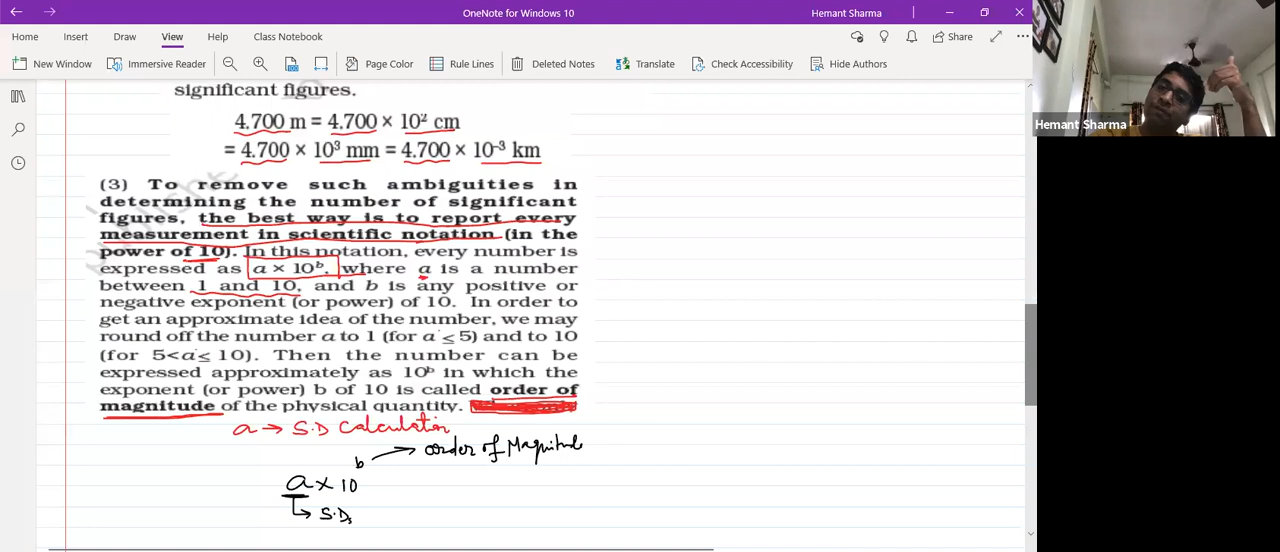 OneNote for Windows 10
Hemant Sharma
Home Insert Draw View Help Class Notebook
Share
New Window Immersive Reader Page Color Rule Lines Deleted Notes Translate Check Accessibility Hide Authors
significant figures.
4.700 m = 4.700 × 10² cm
= 4.700 × 10³ mm = 4.700 × 10⁻³ km
(3) To remove such ambiguities in
determining the number of significant
figures, the best way is to report every
measurement in scientific notation (in the
power of 10). In this notation, every number is
expressed as a × 10ᵇ, where a is a number
between 1 and 10, and b is any positive or
negative exponent (or power) of 10. In order to
get an approximate idea of the number, we may
round off the number a to 1 (for a ≤ 5) and to 10
(for 5<a≤ 10). Then the number can be
expressed approximately as 10ᵇ in which the
exponent (or power) b of 10 is called order of
magnitude of the physical quantity.
a → S.D Calculation
b → order of Magnitude
a × 10
↳ S.Ds
Hemant Sharma